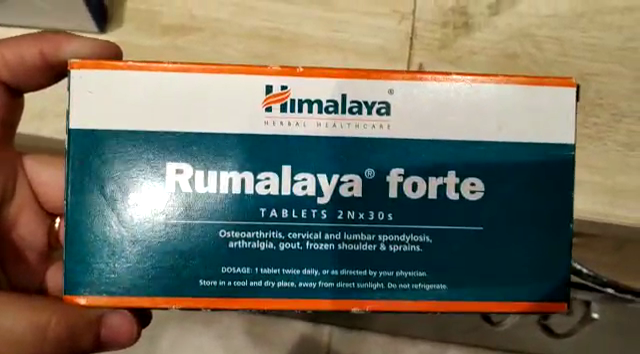 Himalaya®
HERBAL HEALTHCARE
Rumalaya® forte
TABLETS 2Nx30s
Osteoarthritis, cervical and lumbar spondylosis,
arthralgia, gout, frozen shoulder & sprains.
DOSAGE: 1 tablet twice daily, or as directed by your physician.
Store in a cool and dry place, away from direct sunlight. Do not refrigerate.